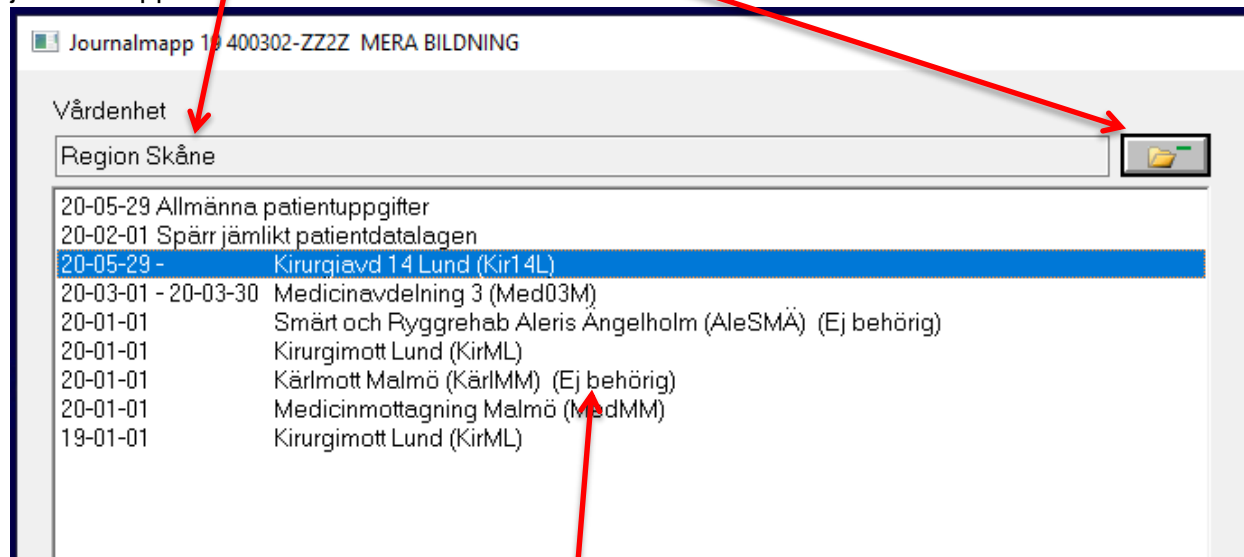 Journalmapp 19 400302-ZZ2Z MERA BILDNING
Vårdenhet
Region Skåne
20-05-29 Allmänna patientuppgifter
20-02-01 Spärr jämlikt patientdatalagen
20-05-29 - Kirurgiavd 14 Lund (Kir14L)
20-03-01 - 20-03-30 Medicinavdelning 3 (Med03M)
20-01-01 Smärt och Ryggrehab Aleris Ängelholm (AleSMÄ) (Ej behörig)
20-01-01 Kirurgimott Lund (KirML)
20-01-01 Kärlmott Malmö (KärlMM) (Ej behörig)
20-01-01 Medicinmottagning Malmö (MedMM)
19-01-01 Kirurgimott Lund (KirML)